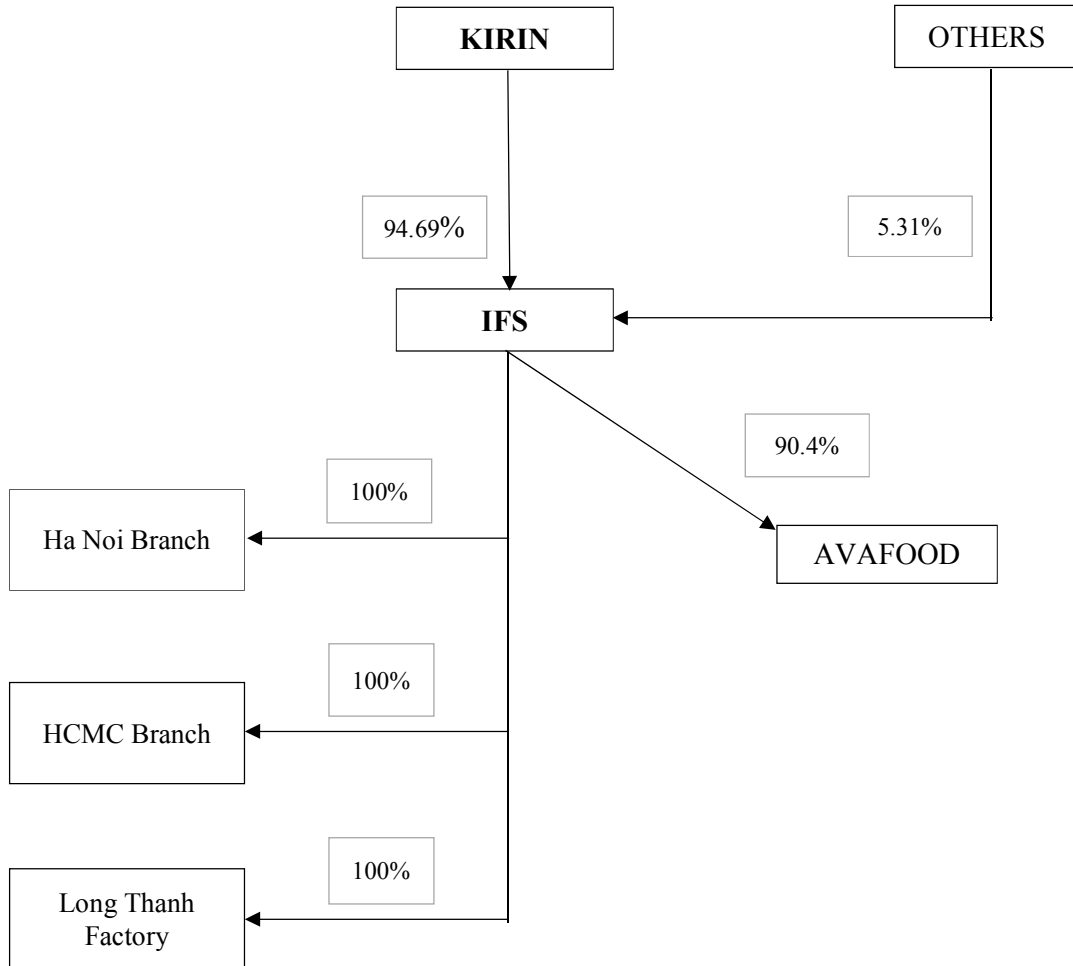 KIRIN
OTHERS
94.69%
5.31%
IFS
90.4%
100%
Ha Noi Branch
AVAFOOD
100%
HCMC Branch
100%
Long Thanh
Factory